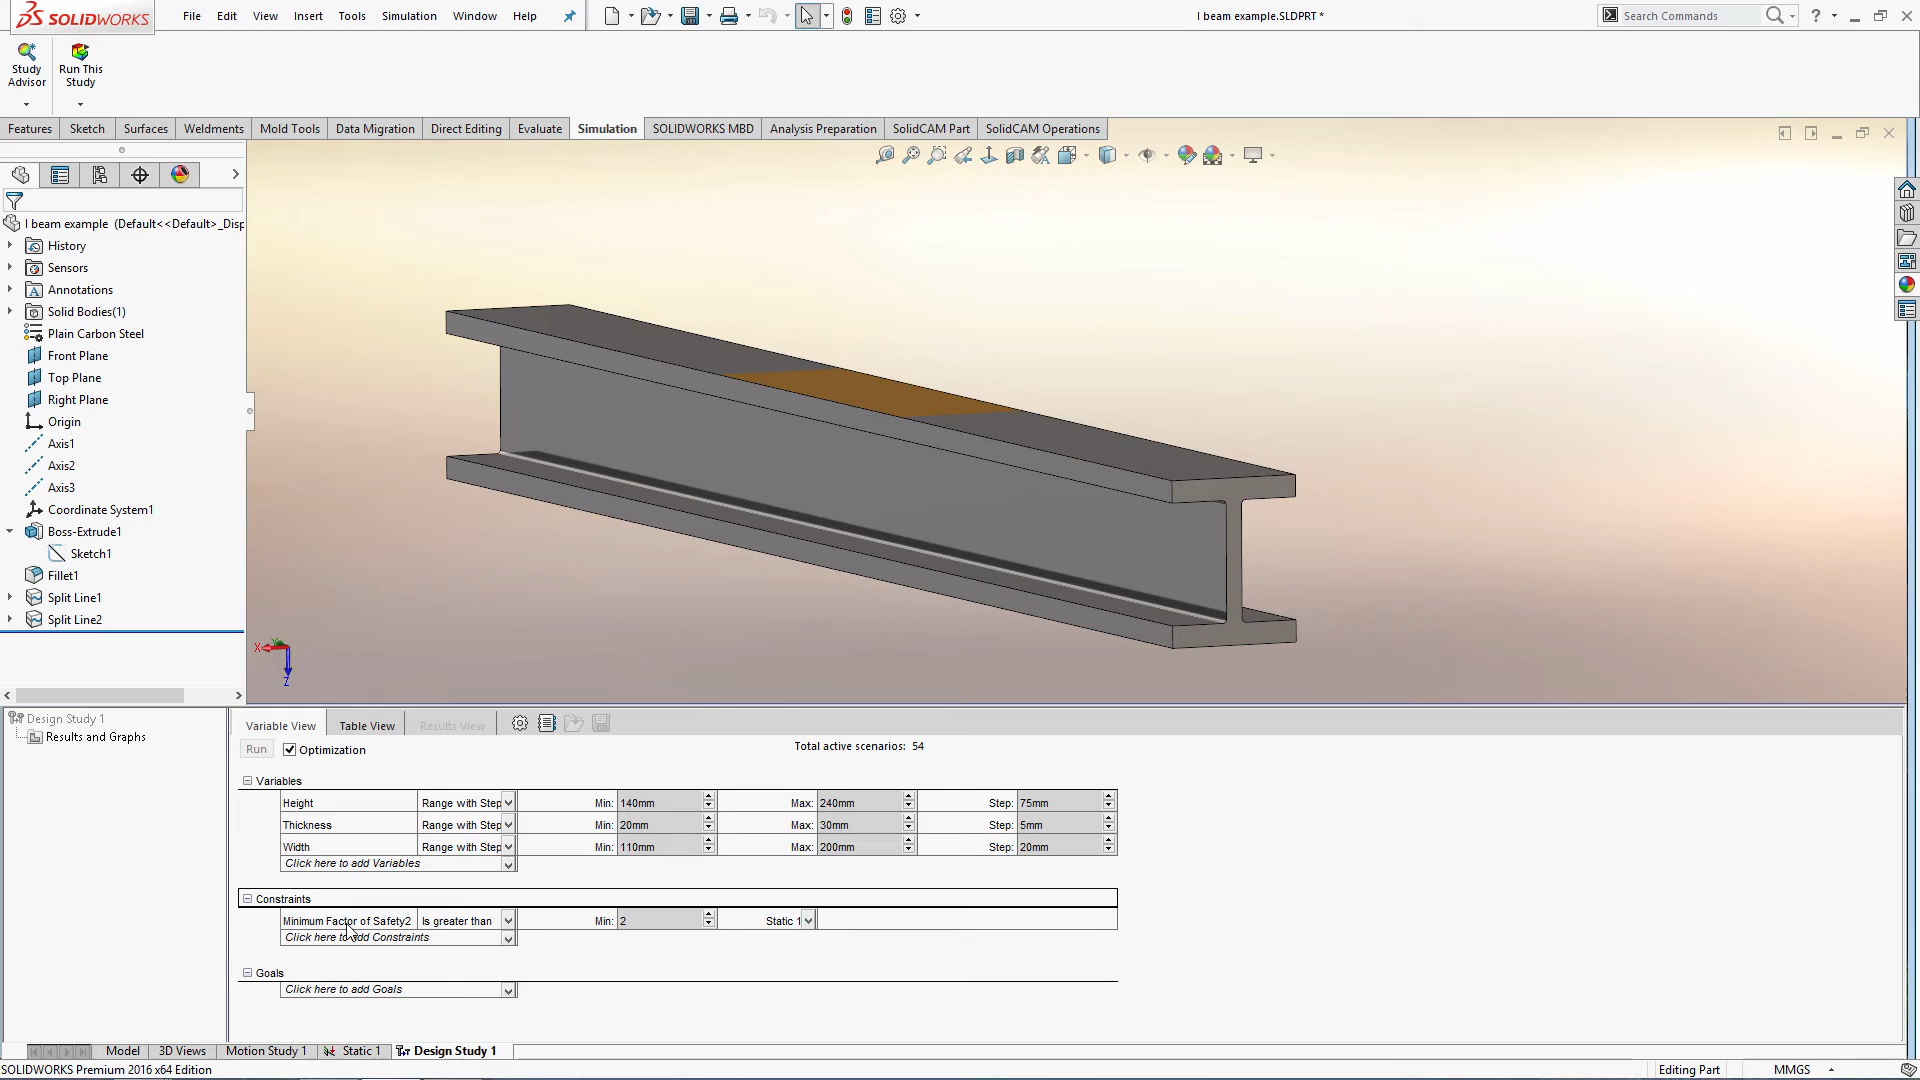 SOLIDWORKS File Edit View Insert Tools Simulation Window Help I beam example.SLDPRT * Search Commands ?
Study Advisor
Run This Study
Features Sketch Surfaces Weldments Mold Tools Data Migration Direct Editing Evaluate Simulation SOLIDWORKS MBD Analysis Preparation SolidCAM Part SolidCAM Operations
I beam example (Default<<Default>_Disp
History
Sensors
Annotations
Solid Bodies(1)
Plain Carbon Steel
Front Plane
Top Plane
Right Plane
Origin
Axis1
Axis2
Axis3
Coordinate System1
Boss-Extrude1
Sketch1
Fillet1
Split Line1
Split Line2
X Y
Z
Design Study 1
Results and Graphs
Variable View Table View Results View
Run Optimization Total active scenarios: 54
Variables
Height Range with Step Min: 140mm Max: 240mm Step: 75mm
Thickness Range with Step Min: 20mm Max: 30mm Step: 5mm
Width Range with Step Min: 110mm Max: 200mm Step: 20mm
Click here to add Variables
Constraints
Minimum Factor of Safety2 Is greater than Min: 2 Static 1
Click here to add Constraints
Goals
Click here to add Goals
Model 3D Views Motion Study 1 Static 1 Design Study 1
SOLIDWORKS Premium 2016 x64 Edition Editing Part MMGS